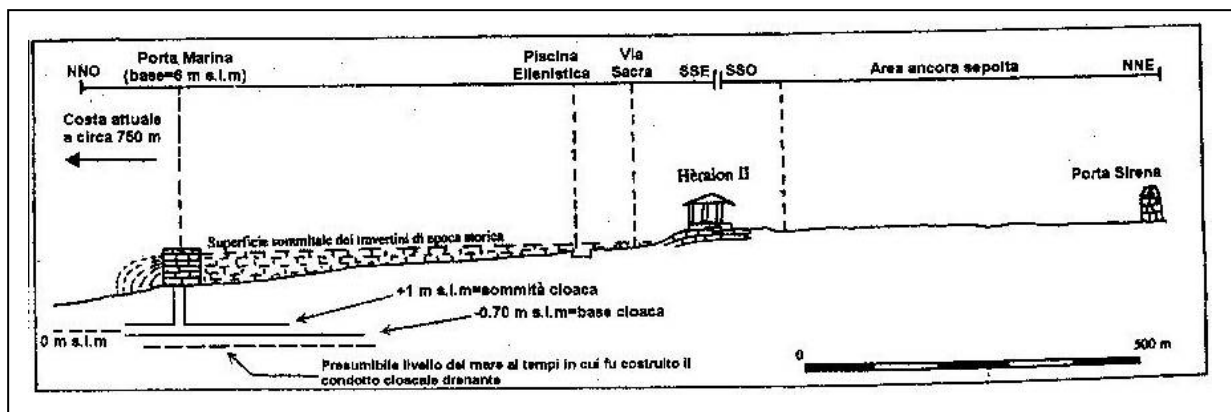 NNO
Porta Marina
(base=6 m s.l.m)
Piscina
Ellenistica
Via
Sacra
SSE
SSO
Area ancora sepolta
NNE
Costa attuale
a circa 750 m
Hèraion II
Porta Sirena
Superficie sommitale dei travertini di epoca storica
+1 m s.l.m=sommità cloaca
-0.70 m s.l.m=base cloaca
0 m s.l.m
Presumibile livello del mare ai tempi in cui fu costruito il
condotto cloacale drenante
0
500 m